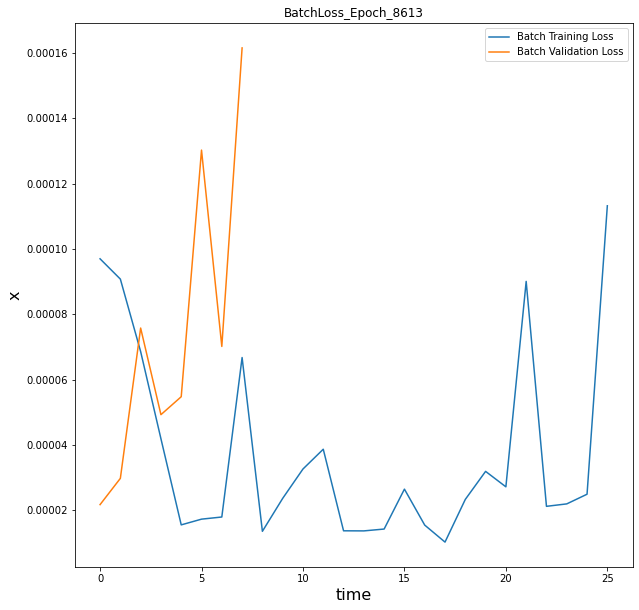 BatchLoss_Epoch_8613
Batch Training Loss
Batch Validation Loss
0.00016
0.00014
0.00012
0.00010
0.00008
0.00006
0.00004
0.00002
x
0 5 10 15 20 25
time